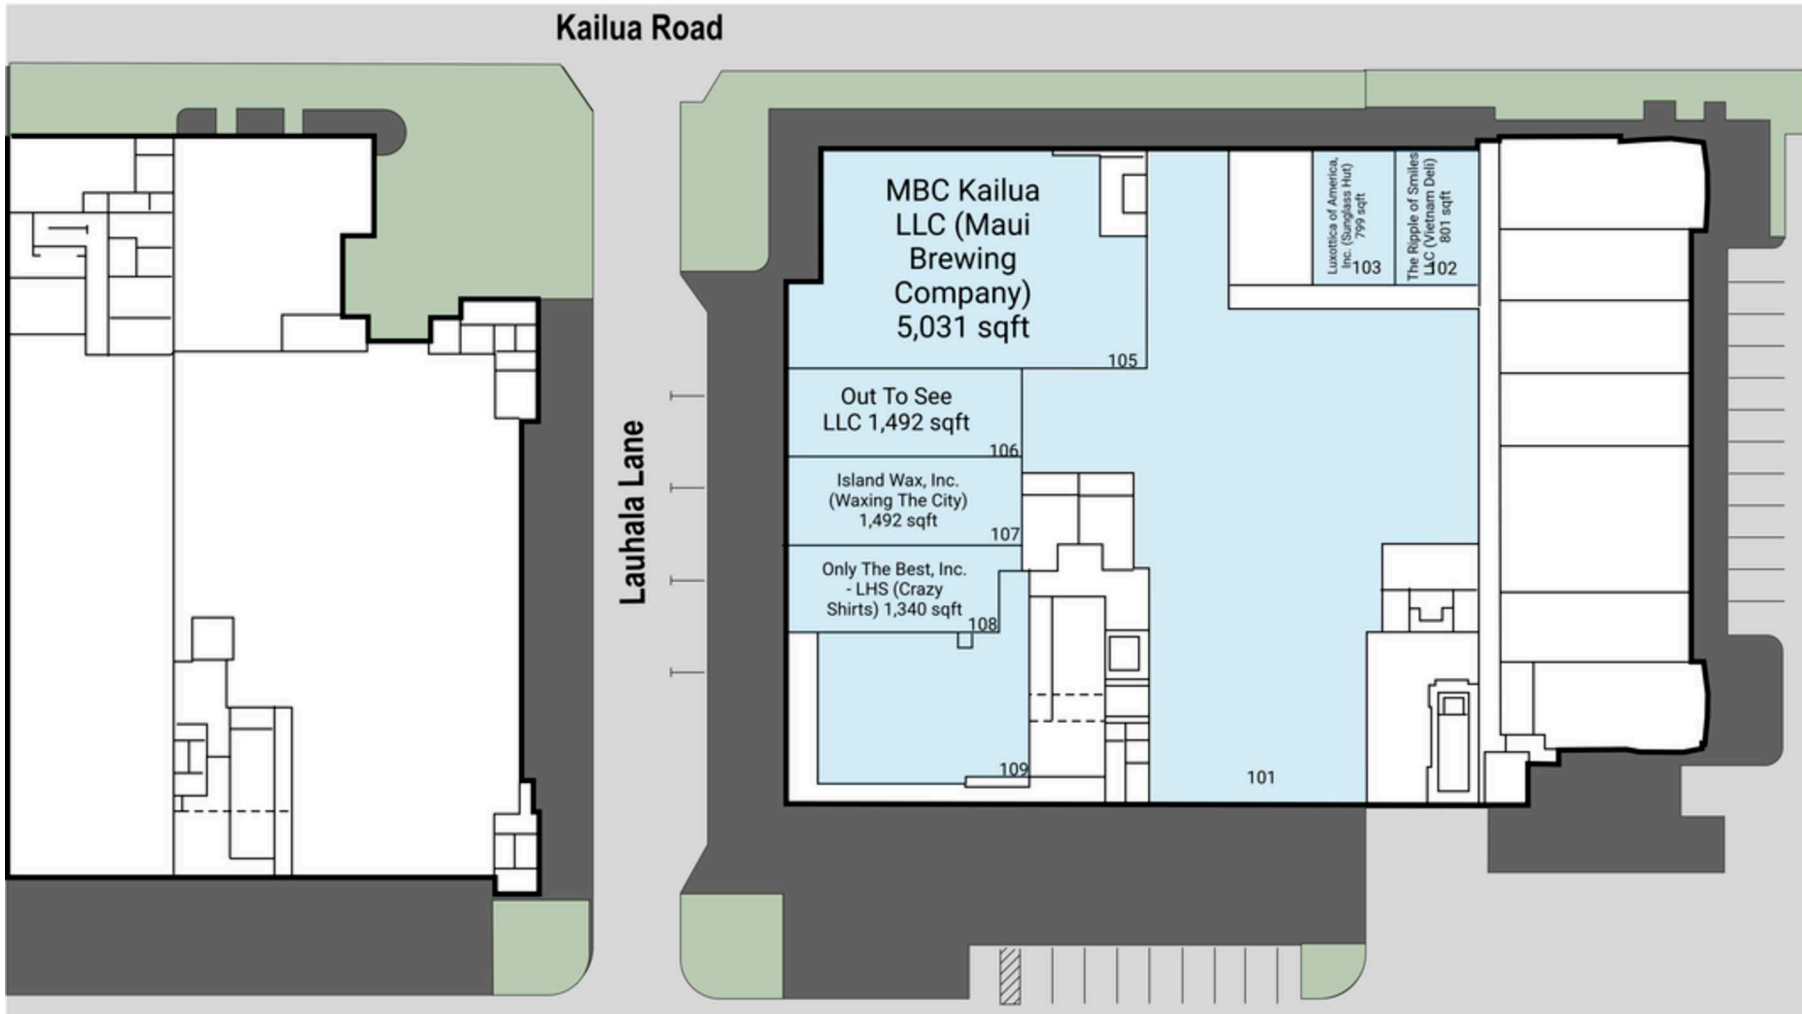 Kailua Road
MBC Kailua
LLC (Maui
Brewing
Company)
5,031 sqft
105
Luxottica of America,
Inc. (Sunglass Hut)
799 sqft
103
The Ripple of Smiles
LLC (Vietnam Deli)
801 sqft
102
Out To See
LLC 1,492 sqft
106
Island Wax, Inc.
(Waxing The City)
1,492 sqft
107
Only The Best, Inc.
- LHS (Crazy
Shirts) 1,340 sqft
108
109
101
Lauhala Lane